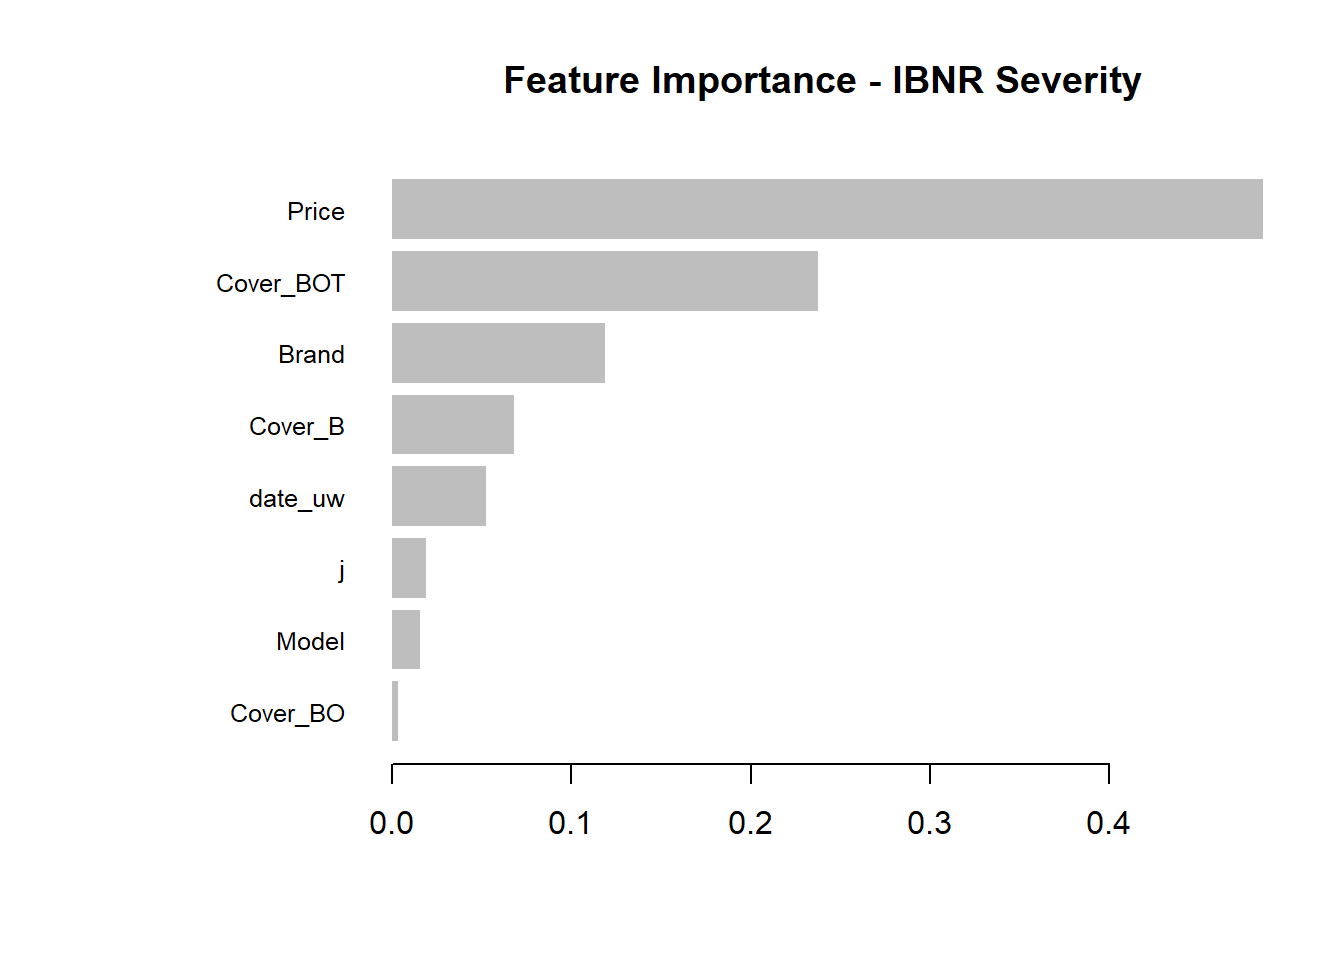 Feature Importance - IBNR Severity
Price
Cover_BOT
Brand
Cover_B
date_uw
j
Model
Cover_BO
0.0 0.1 0.2 0.3 0.4